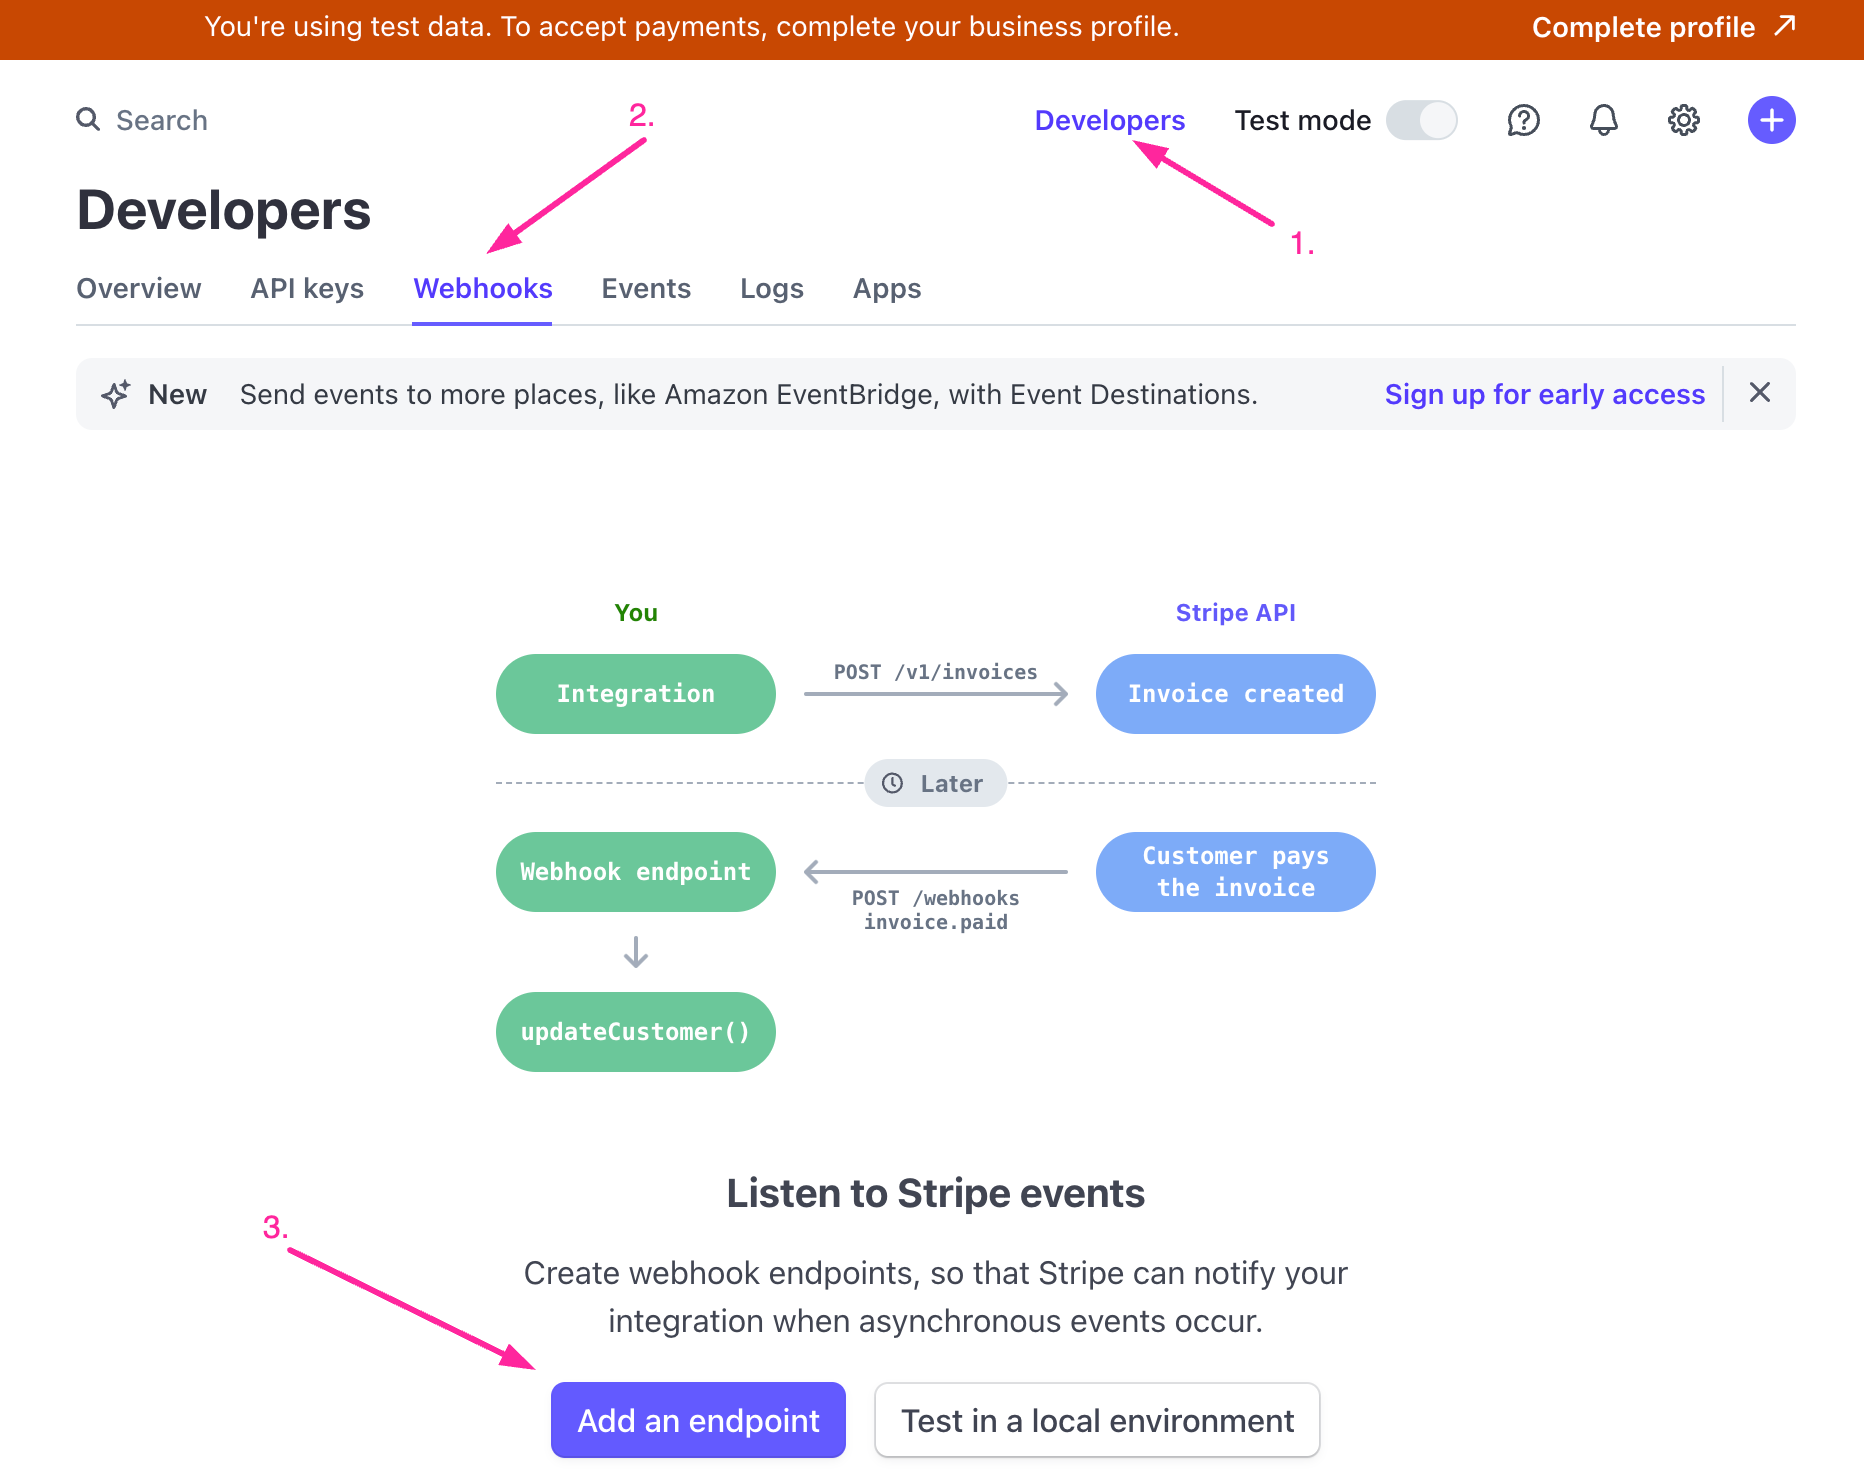 You're using test data. To accept payments, complete your business profile.
Complete profile
Search
2.
Developers
Test mode
1.
Developers
Overview
API keys
Webhooks
Events
Logs
Apps
New
Send events to more places, like Amazon EventBridge, with Event Destinations.
Sign up for early access
You
Stripe API
Integration
POST /v1/invoices
Invoice created
Later
Webhook endpoint
POST /webhooks
invoice.paid
Customer pays
the invoice
updateCustomer()
Listen to Stripe events
3.
Create webhook endpoints, so that Stripe can notify your
integration when asynchronous events occur.
Add an endpoint
Test in a local environment